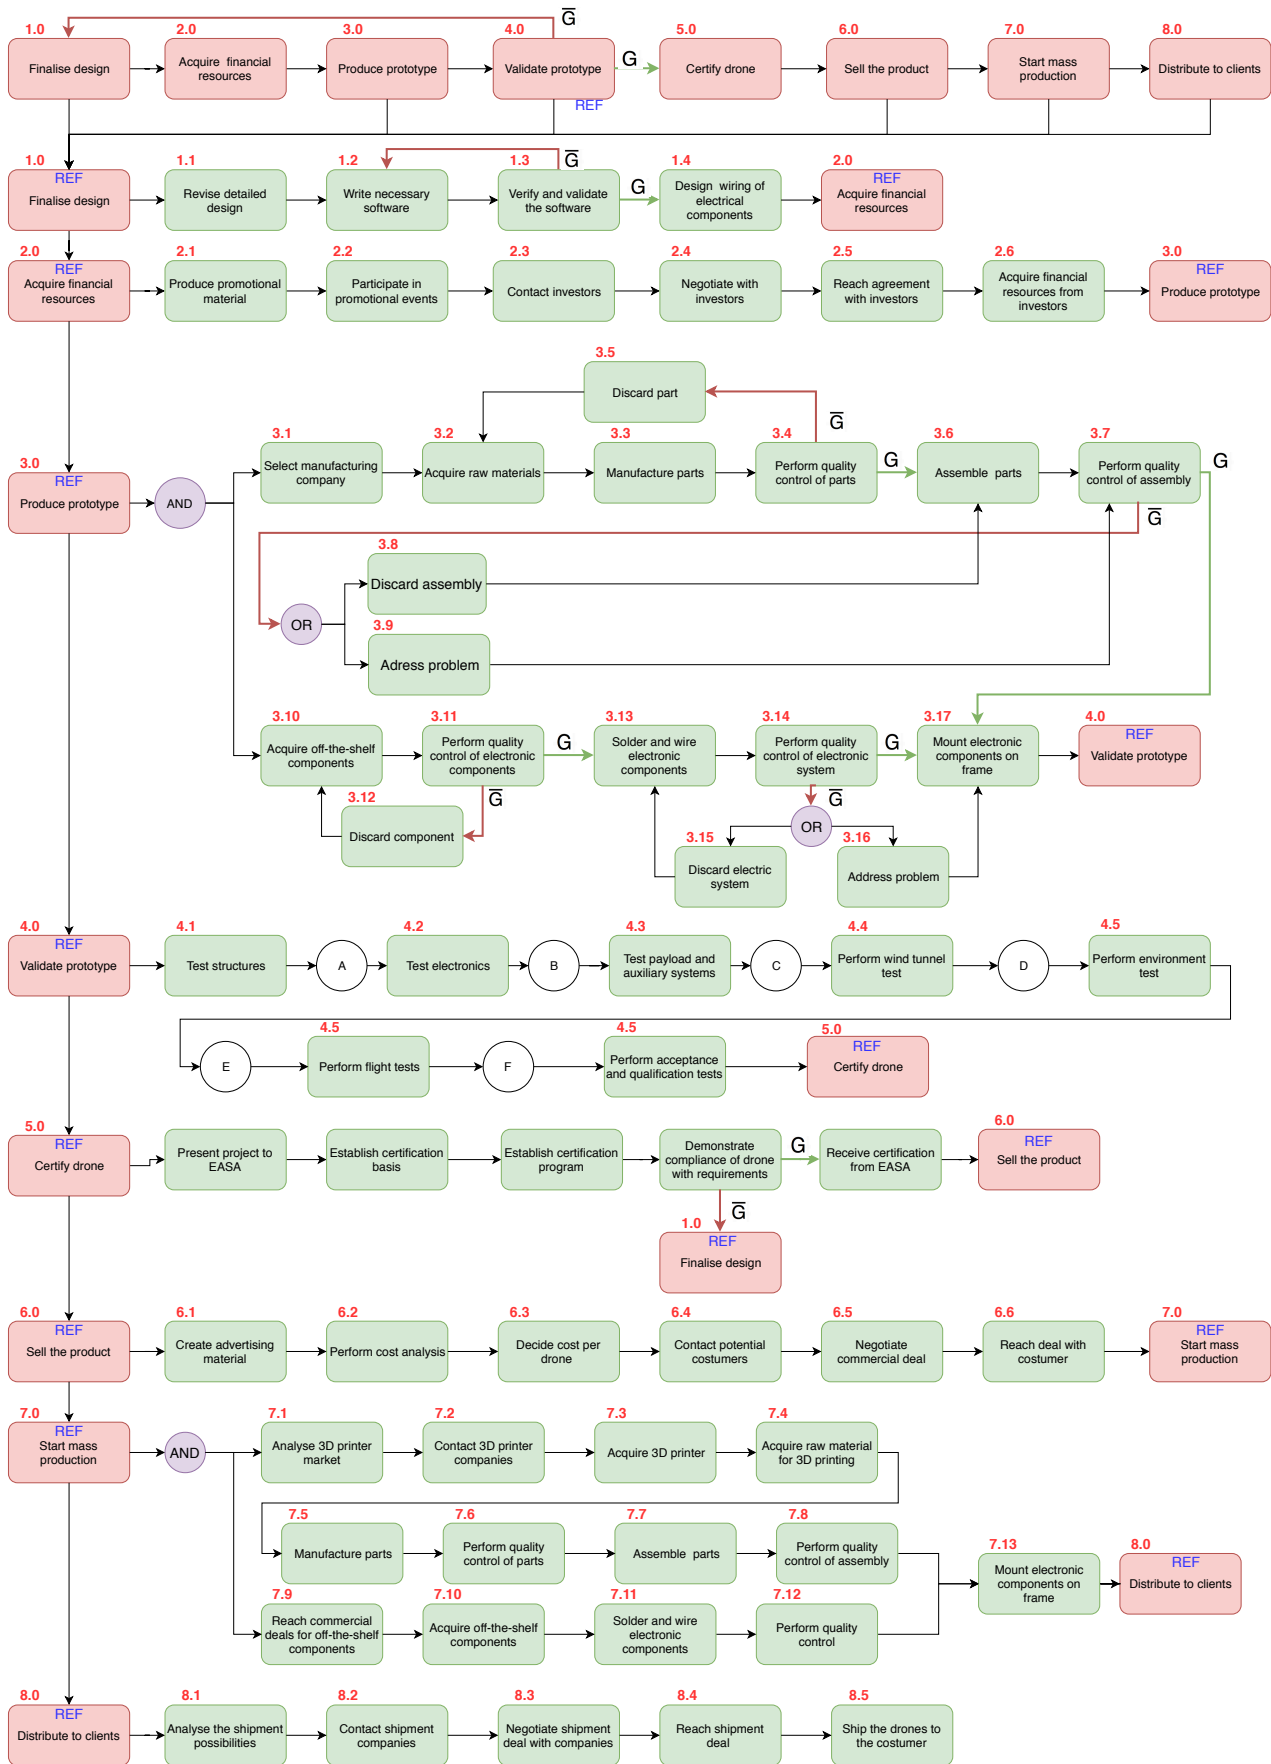 G̅
1.0 2.0 3.0 4.0 5.0 6.0 7.0 8.0
Finalise design
Acquire financial
resources
Produce prototype
Validate prototype
G
Certify drone
Sell the product
Start mass
production
Distribute to clients
REF
1.0 1.1 1.2 1.3 G̅ 1.4 2.0
REF
Finalise design
Revise detailed
design
Write necessary
software
Verify and validate
the software
G
Design wiring of
electrical
components
REF
Acquire financial
resources
2.0 2.1 2.2 2.3 2.4 2.5 2.6 3.0
REF
Acquire financial
resources
Produce promotional
material
Participate in
promotional events
Contact investors
Negotiate with
investors
Reach agreement
with investors
Acquire financial
resources from
investors
REF
Produce prototype
3.5
Discard part
G̅
3.1 3.2 3.3 3.4 3.6 3.7
3.0
REF
Produce prototype
AND
Select manufacturing
company
Acquire raw materials
Manufacture parts
Perform quality
control of parts
G
Assemble parts
Perform quality
control of assembly
G
G̅
3.8
Discard assembly
OR
3.9
Adress problem
3.10 3.11 3.13 3.14 3.17 4.0
Acquire off-the-shelf
components
Perform quality
control of electronic
components
G
Solder and wire
electronic
components
Perform quality
control of electronic
system
G
Mount electronic
components on
frame
REF
Validate prototype
G̅
G̅
3.12
Discard component
OR
3.15
Discard electric
system
3.16
Address problem
4.0 4.1 4.2 4.3 4.4 4.5
REF
Validate prototype
Test structures
A
Test electronics
B
Test payload and
auxiliary systems
C
Perform wind tunnel
test
D
Perform environment
test
4.5 4.5 5.0
E
Perform flight tests
F
Perform acceptance
and qualification tests
REF
Certify drone
5.0 6.0
REF
Certify drone
Present project to
EASA
Establish certification
basis
Establish certification
program
Demonstrate
compliance of drone
with requirements
G
Receive certification
from EASA
REF
Sell the product
G̅
1.0
REF
Finalise design
6.0 6.1 6.2 6.3 6.4 6.5 6.6 7.0
REF
Sell the product
Create advertising
material
Perform cost analysis
Decide cost per
drone
Contact potential
costumers
Negotiate
commercial deal
Reach deal with
costumer
REF
Start mass
production
7.0 7.1 7.2 7.3 7.4
REF
Start mass
production
AND
Analyse 3D printer
market
Contact 3D printer
companies
Acquire 3D printer
Acquire raw material
for 3D printing
7.5 7.6 7.7 7.8
Manufacture parts
Perform quality
control of parts
Assemble parts
Perform quality
control of assembly
7.13 8.0
Mount electronic
components on
frame
REF
Distribute to clients
7.9 7.10 7.11 7.12
Reach commercial
deals for off-the-shelf
components
Acquire off-the-shelf
components
Solder and wire
electronic
components
Perform quality
control
8.0 8.1 8.2 8.3 8.4 8.5
REF
Distribute to clients
Analyse the shipment
possibilities
Contact shipment
companies
Negotiate shipment
deal with companies
Reach shipment
deal
Ship the drones to
the costumer